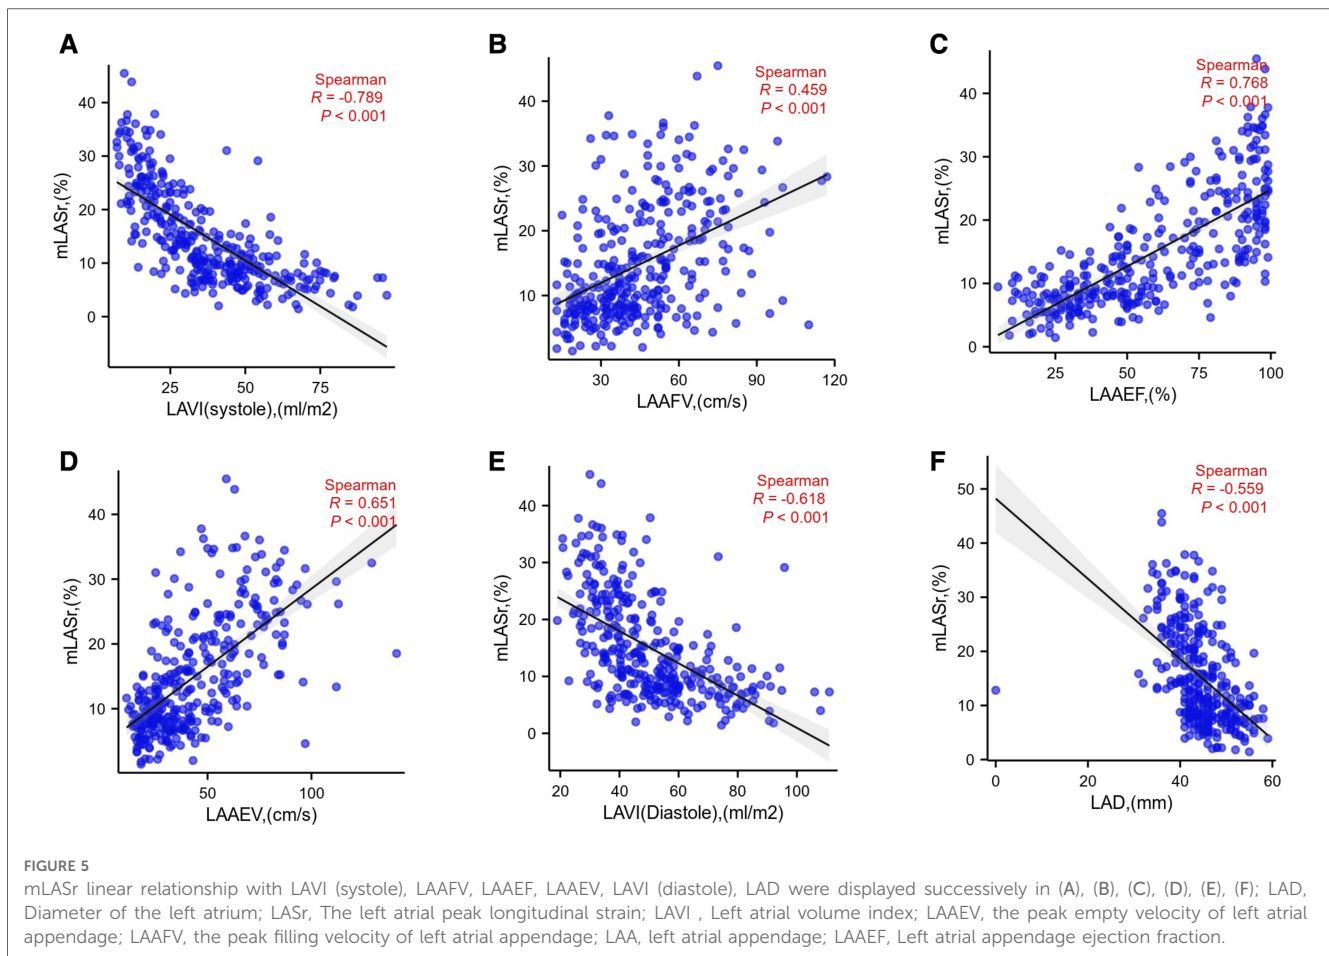 A
Spearman
R = -0.789
P < 0.001
mLASr,(%)
40
30
20
10
0
25 50 75
LAVI(systole),(ml/m2)
B
Spearman
R = 0.459
P < 0.001
mLASr,(%)
40
30
20
10
30 60 90 120
LAAFV,(cm/s)
C
Spearman
R = 0.768
P < 0.001
mLASr,(%)
40
30
20
10
0
25 50 75 100
LAAEF,(%)
D
Spearman
R = 0.651
P < 0.001
mLASr,(%)
40
30
20
10
50 100
LAAEV,(cm/s)
E
Spearman
R = -0.618
P < 0.001
mLASr,(%)
40
30
20
10
0
20 40 60 80 100
LAVI(Diastole),(ml/m2)
F
Spearman
R = -0.559
P < 0.001
mLASr,(%)
50
40
30
20
10
0
0 20 40 60
LAD,(mm)
FIGURE 5
mLASr linear relationship with LAVI (systole), LAAFV, LAAEF, LAAEV, LAVI (diastole), LAD were displayed successively in (A), (B), (C), (D), (E), (F); LAD,
Diameter of the left atrium; LASr, The left atrial peak longitudinal strain; LAVI , Left atrial volume index; LAAEV, the peak empty velocity of left atrial
appendage; LAAFV, the peak filling velocity of left atrial appendage; LAA, left atrial appendage; LAAEF, Left atrial appendage ejection fraction.